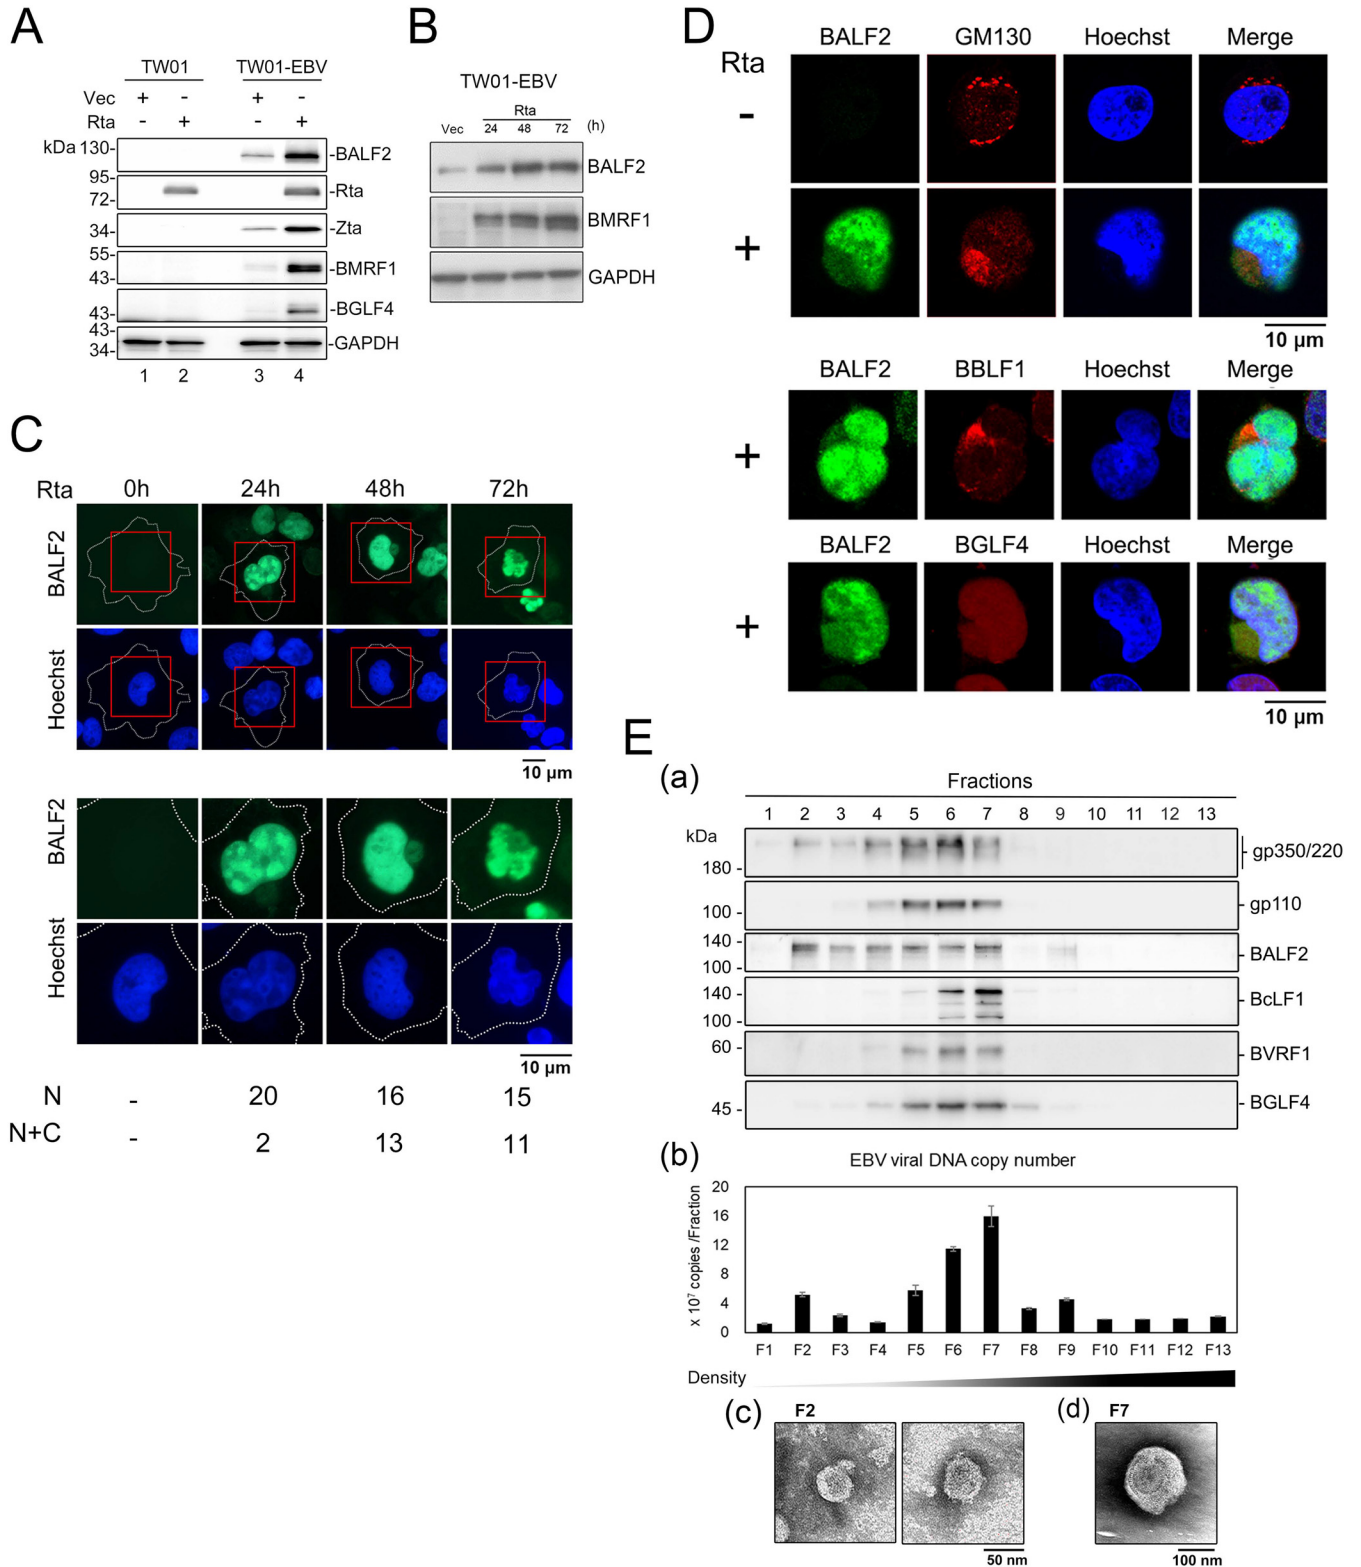 A
TW01 TW01-EBV
Vec + - + -
Rta - + - +
kDa 130- -BALF2
95-
72- -Rta
34- -Zta
55-
43- -BMRF1
43- -BGLF4
43-
34- -GAPDH
1 2 3 4
B
TW01-EBV
Rta
Vec 24 48 72 (h)
BALF2
BMRF1
GAPDH
C
Rta 0h 24h 48h 72h
BALF2
Hoechst
10 µm
BALF2
Hoechst
10 µm
N - 20 16 15
N+C - 2 13 11
D
BALF2 GM130 Hoechst Merge
Rta
-
+
10 µm
BALF2 BBLF1 Hoechst Merge
+
BALF2 BGLF4 Hoechst Merge
+
10 µm
E
(a)
Fractions
1 2 3 4 5 6 7 8 9 10 11 12 13
kDa
180 - gp350/220
100 - - gp110
140 -
100 - - BALF2
140 - - BcLF1
100 -
60 - - BVRF1
45 - - BGLF4
(b)
EBV viral DNA copy number
x 10⁷ copies /Fraction
20
16
12
8
4
0
F1 F2 F3 F4 F5 F6 F7 F8 F9 F10 F11 F12 F13
Density
(c) F2
50 nm
(d) F7
100 nm